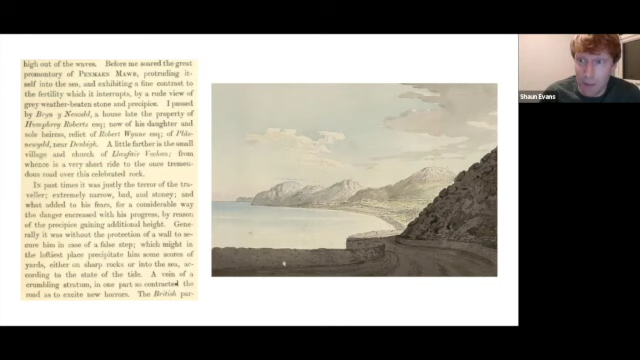 high out of the waves. Before me soared the great
promontory of PENMAEN MAWR, protruding it-
self into the sea, and exhibiting a fine contrast to
the fertility which it interrupts, by a rude view of
grey weather-beaten stone and precipice. I passed
by Bryn y Neuodd, a house late the property of
Humphrey Roberts esq; now of his daughter and
sole heiress, relict of Robert Wynne esq; of Plâs-
newydd, near Denbigh. A little farther is the small
village and church of Llanfair Vechan; from
whence is a very short ride to the once tremen-
dous road over this celebrated rock.
In past times it was justly the terror of the tra-
veller; extremely narrow, bad, and stoney; and
what added to his fears, for a considerable way
the danger encreased with his progress, by reason
of the precipice gaining additional height. Gene-
rally it was without the protection of a wall to se-
cure him in case of a false step; which might in
the loftiest place precipitate him some scores of
yards, either on sharp rocks or into the sea, ac-
cording to the state of the tide. A vein of a
crumbling stratum, in one part so contracted the
road as to excite new horrors. The British par-
Shaun Evans